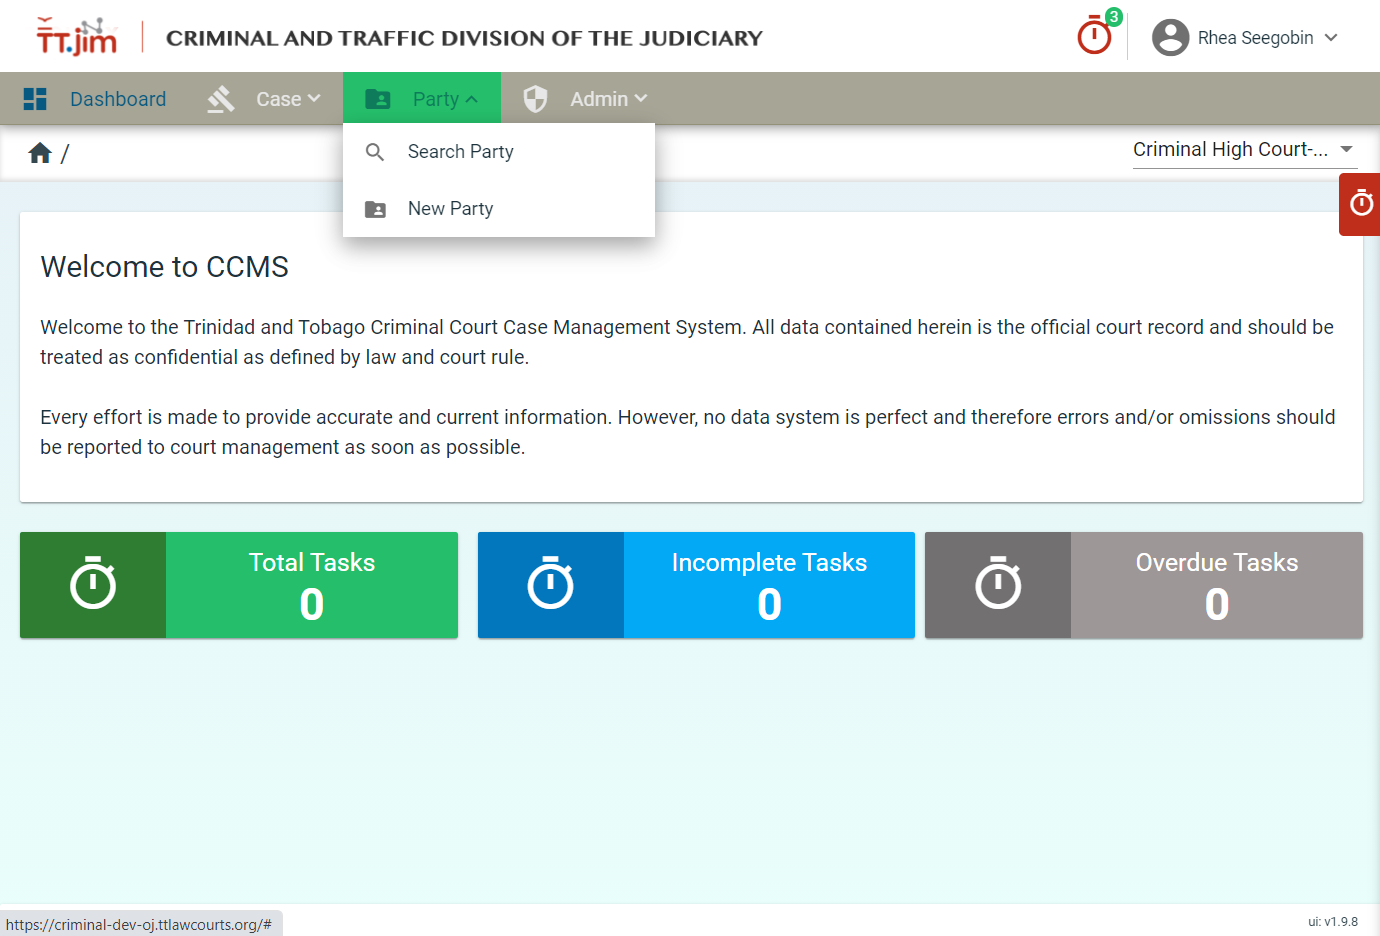 TT.jim
CRIMINAL AND TRAFFIC DIVISION OF THE JUDICIARY
3
Rhea Seegobin
Dashboard
Case
Party
Admin
/
Criminal High Court-...
Search Party
New Party
Welcome to CCMS
Welcome to the Trinidad and Tobago Criminal Court Case Management System. All data contained herein is the official court record and should be
treated as confidential as defined by law and court rule.
Every effort is made to provide accurate and current information. However, no data system is perfect and therefore errors and/or omissions should
be reported to court management as soon as possible.
Total Tasks
0
Incomplete Tasks
0
Overdue Tasks
0
https://criminal-dev-oj.ttlawcourts.org/#
ui: v1.9.8